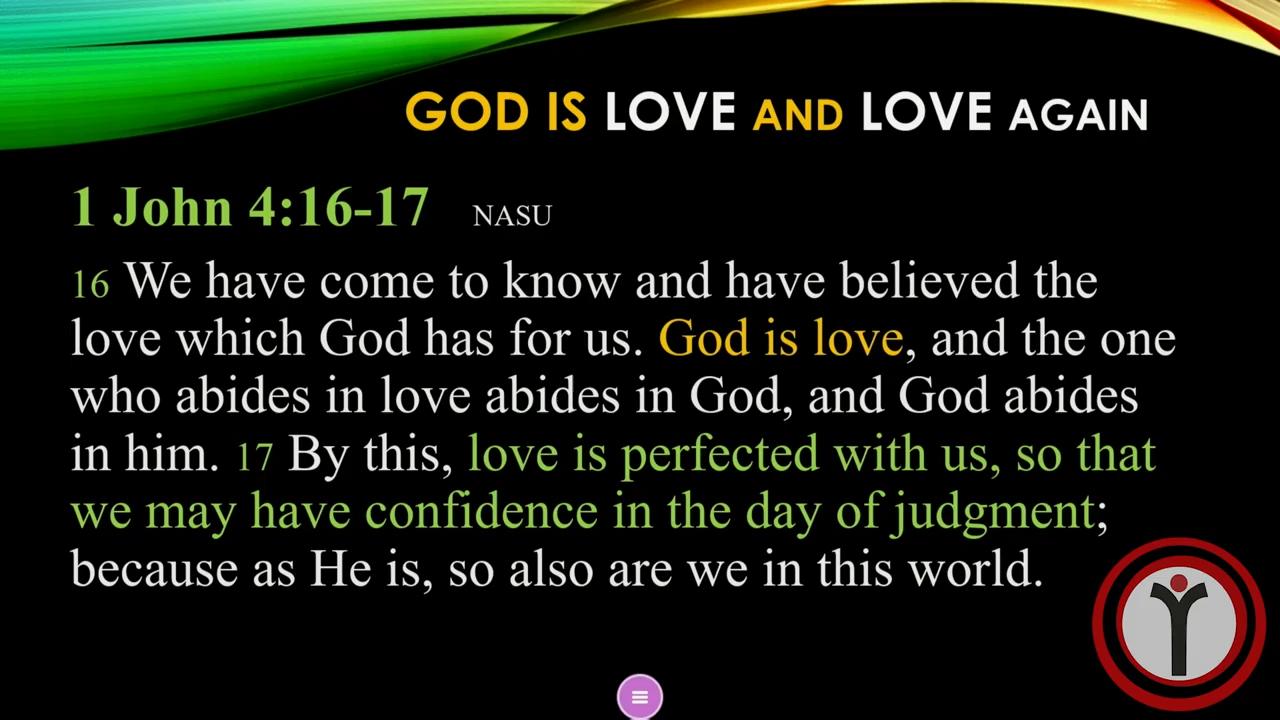 GOD IS LOVE AND LOVE AGAIN
1 John 4:16-17 NASU
16 We have come to know and have believed the
love which God has for us. God is love, and the one
who abides in love abides in God, and God abides
in him. 17 By this, love is perfected with us, so that
we may have confidence in the day of judgment;
because as He is, so also are we in this world.